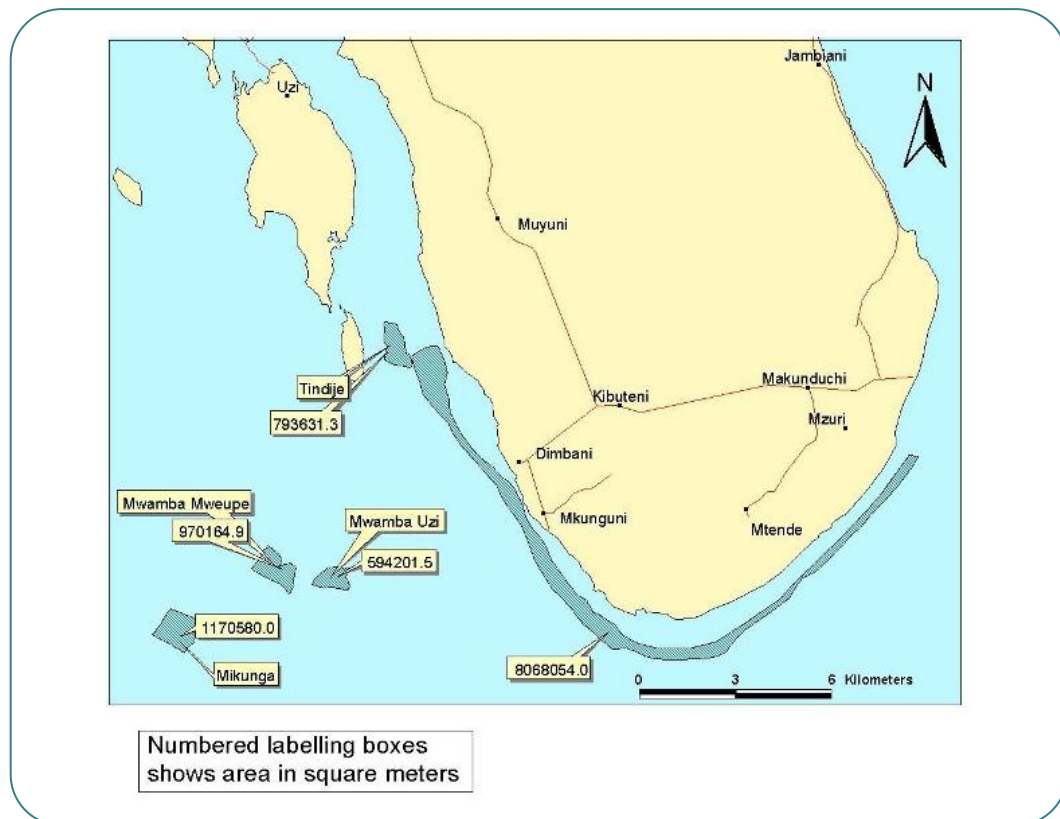 Jambiani
N
Uzi
Muyuni
Tindije
793631.3
Makunduchi
Kibuteni
Mzuri
Dimbani
Mwamba Mweupe
970164.9
Mwamba Uzi
594201.5
Mkunguni
Mtende
1170580.0
Mikunga
8068054.0
0 3 6 Kilometers
Numbered labelling boxes
shows area in square meters